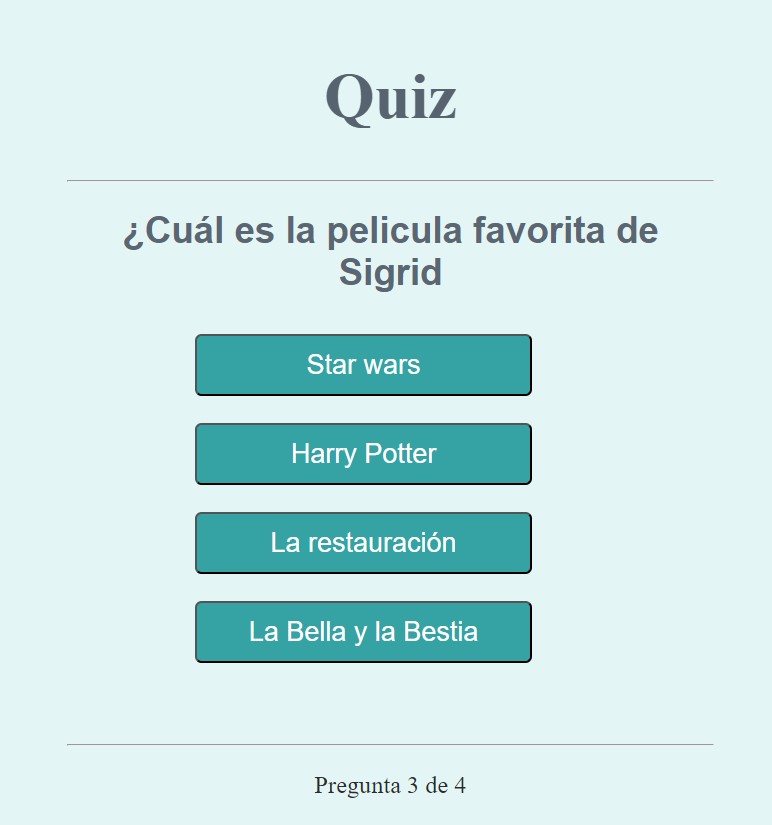 Quiz
¿Cuál es la pelicula favorita de
Sigrid
Star wars
Harry Potter
La restauración
La Bella y la Bestia
Pregunta 3 de 4